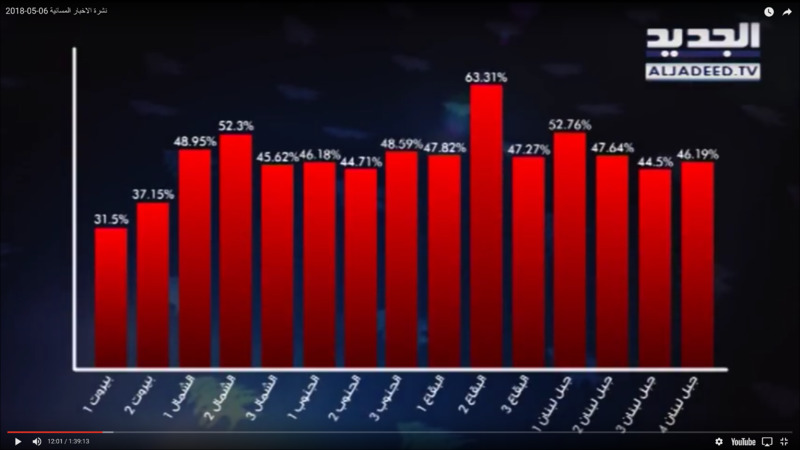 نشرة الاخبار المسائية 06-05-2018
الجديد
ALJADEED.TV
31.5%
37.15%
48.95%
52.3%
45.62%
46.18%
44.71%
48.59%
47.82%
63.31%
47.27%
52.76%
47.64%
44.5%
46.19%
بيروت 1
بيروت 2
الشمال 1
الشمال 2
الشمال 3
الجنوب 1
الجنوب 2
الجنوب 3
البقاع 1
البقاع 2
البقاع 3
جبل لبنان 1
جبل لبنان 2
جبل لبنان 3
جبل لبنان 4
12:01 / 1:39:13
YouTube